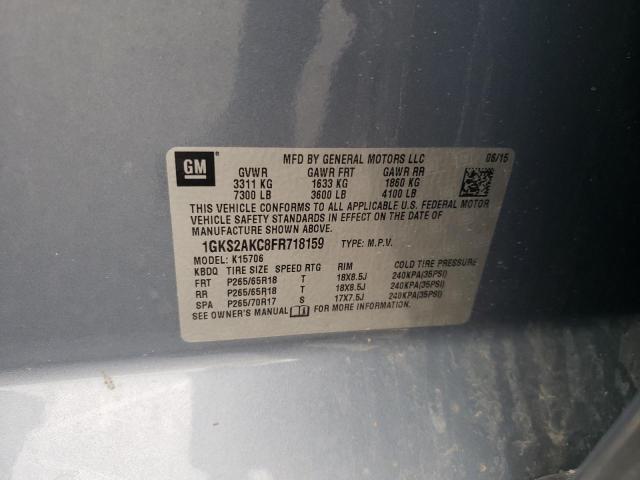 GM
MFD BY GENERAL MOTORS LLC 06/15
GVWR GAWR FRT GAWR RR
3311 KG 1633 KG 1860 KG
7300 LB 3600 LB 4100 LB
THIS VEHICLE CONFORMS TO ALL APPLICABLE U.S. FEDERAL MOTOR
VEHICLE SAFETY STANDARDS IN EFFECT ON THE DATE OF
MANUFACTURE SHOWN ABOVE.
1GKS2AKC8FR718159 TYPE: M.P.V.
MODEL: K15706
KBDQ TIRE SIZE SPEED RTG RIM COLD TIRE PRESSURE
FRT P265/65R18 T 18X8.5J 240KPA(35PSI)
RR P265/65R18 T 18X8.5J 240KPA(35PSI)
SPA P265/70R17 S 17X7.5J 240KPA(35PSI)
SEE OWNER'S MANUAL FOR MORE INFORMATION.